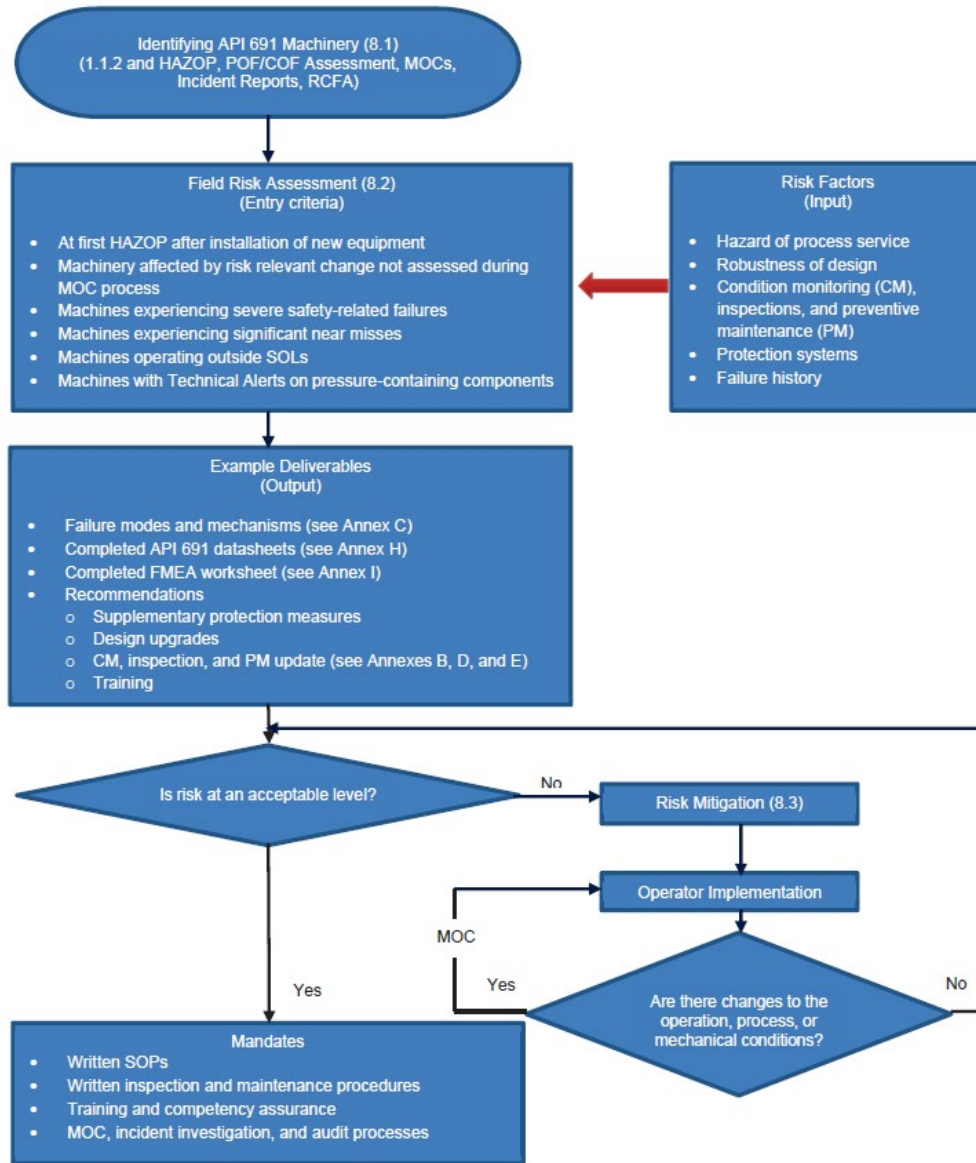 Identifying API 691 Machinery (8.1)
(1.1.2 and HAZOP, POF/COF Assessment, MOCs,
Incident Reports, RCFA)
Field Risk Assessment (8.2)
(Entry criteria)
• At first HAZOP after installation of new equipment
• Machinery affected by risk relevant change not assessed during
MOC process
• Machines experiencing severe safety-related failures
• Machines experiencing significant near misses
• Machines operating outside SOLs
• Machines with Technical Alerts on pressure-containing components
Risk Factors
(Input)
• Hazard of process service
• Robustness of design
• Condition monitoring (CM),
inspections, and preventive
maintenance (PM)
• Protection systems
• Failure history
Example Deliverables
(Output)
• Failure modes and mechanisms (see Annex C)
• Completed API 691 datasheets (see Annex H)
• Completed FMEA worksheet (see Annex I)
• Recommendations
o Supplementary protection measures
o Design upgrades
o CM, inspection, and PM update (see Annexes B, D, and E)
o Training
Is risk at an acceptable level?
No
Risk Mitigation (8.3)
Operator Implementation
MOC
Yes
Are there changes to the
operation, process, or
mechanical conditions?
No
Yes
Mandates
• Written SOPs
• Written inspection and maintenance procedures
• Training and competency assurance
• MOC, incident investigation, and audit processes